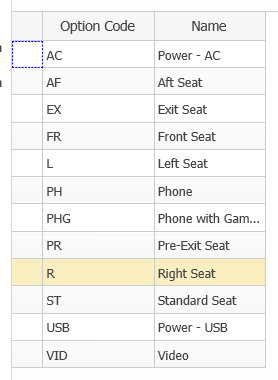 Option Code Name
AC Power - AC
AF Aft Seat
EX Exit Seat
FR Front Seat
L Left Seat
PH Phone
PHG Phone with Gam...
PR Pre-Exit Seat
R Right Seat
ST Standard Seat
USB Power - USB
VID Video